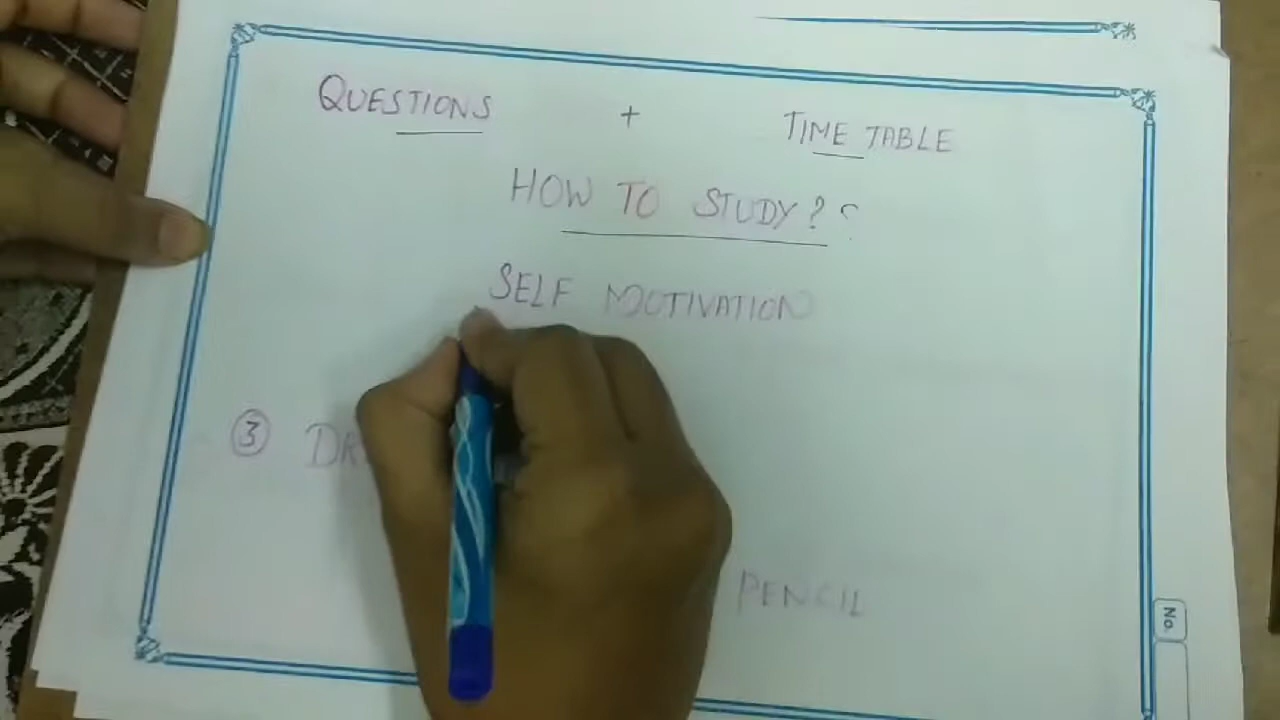 QUESTIONS + TIME TABLE
HOW TO STUDY? ?
SELF MOTIVATION
③
PENCIL
No.